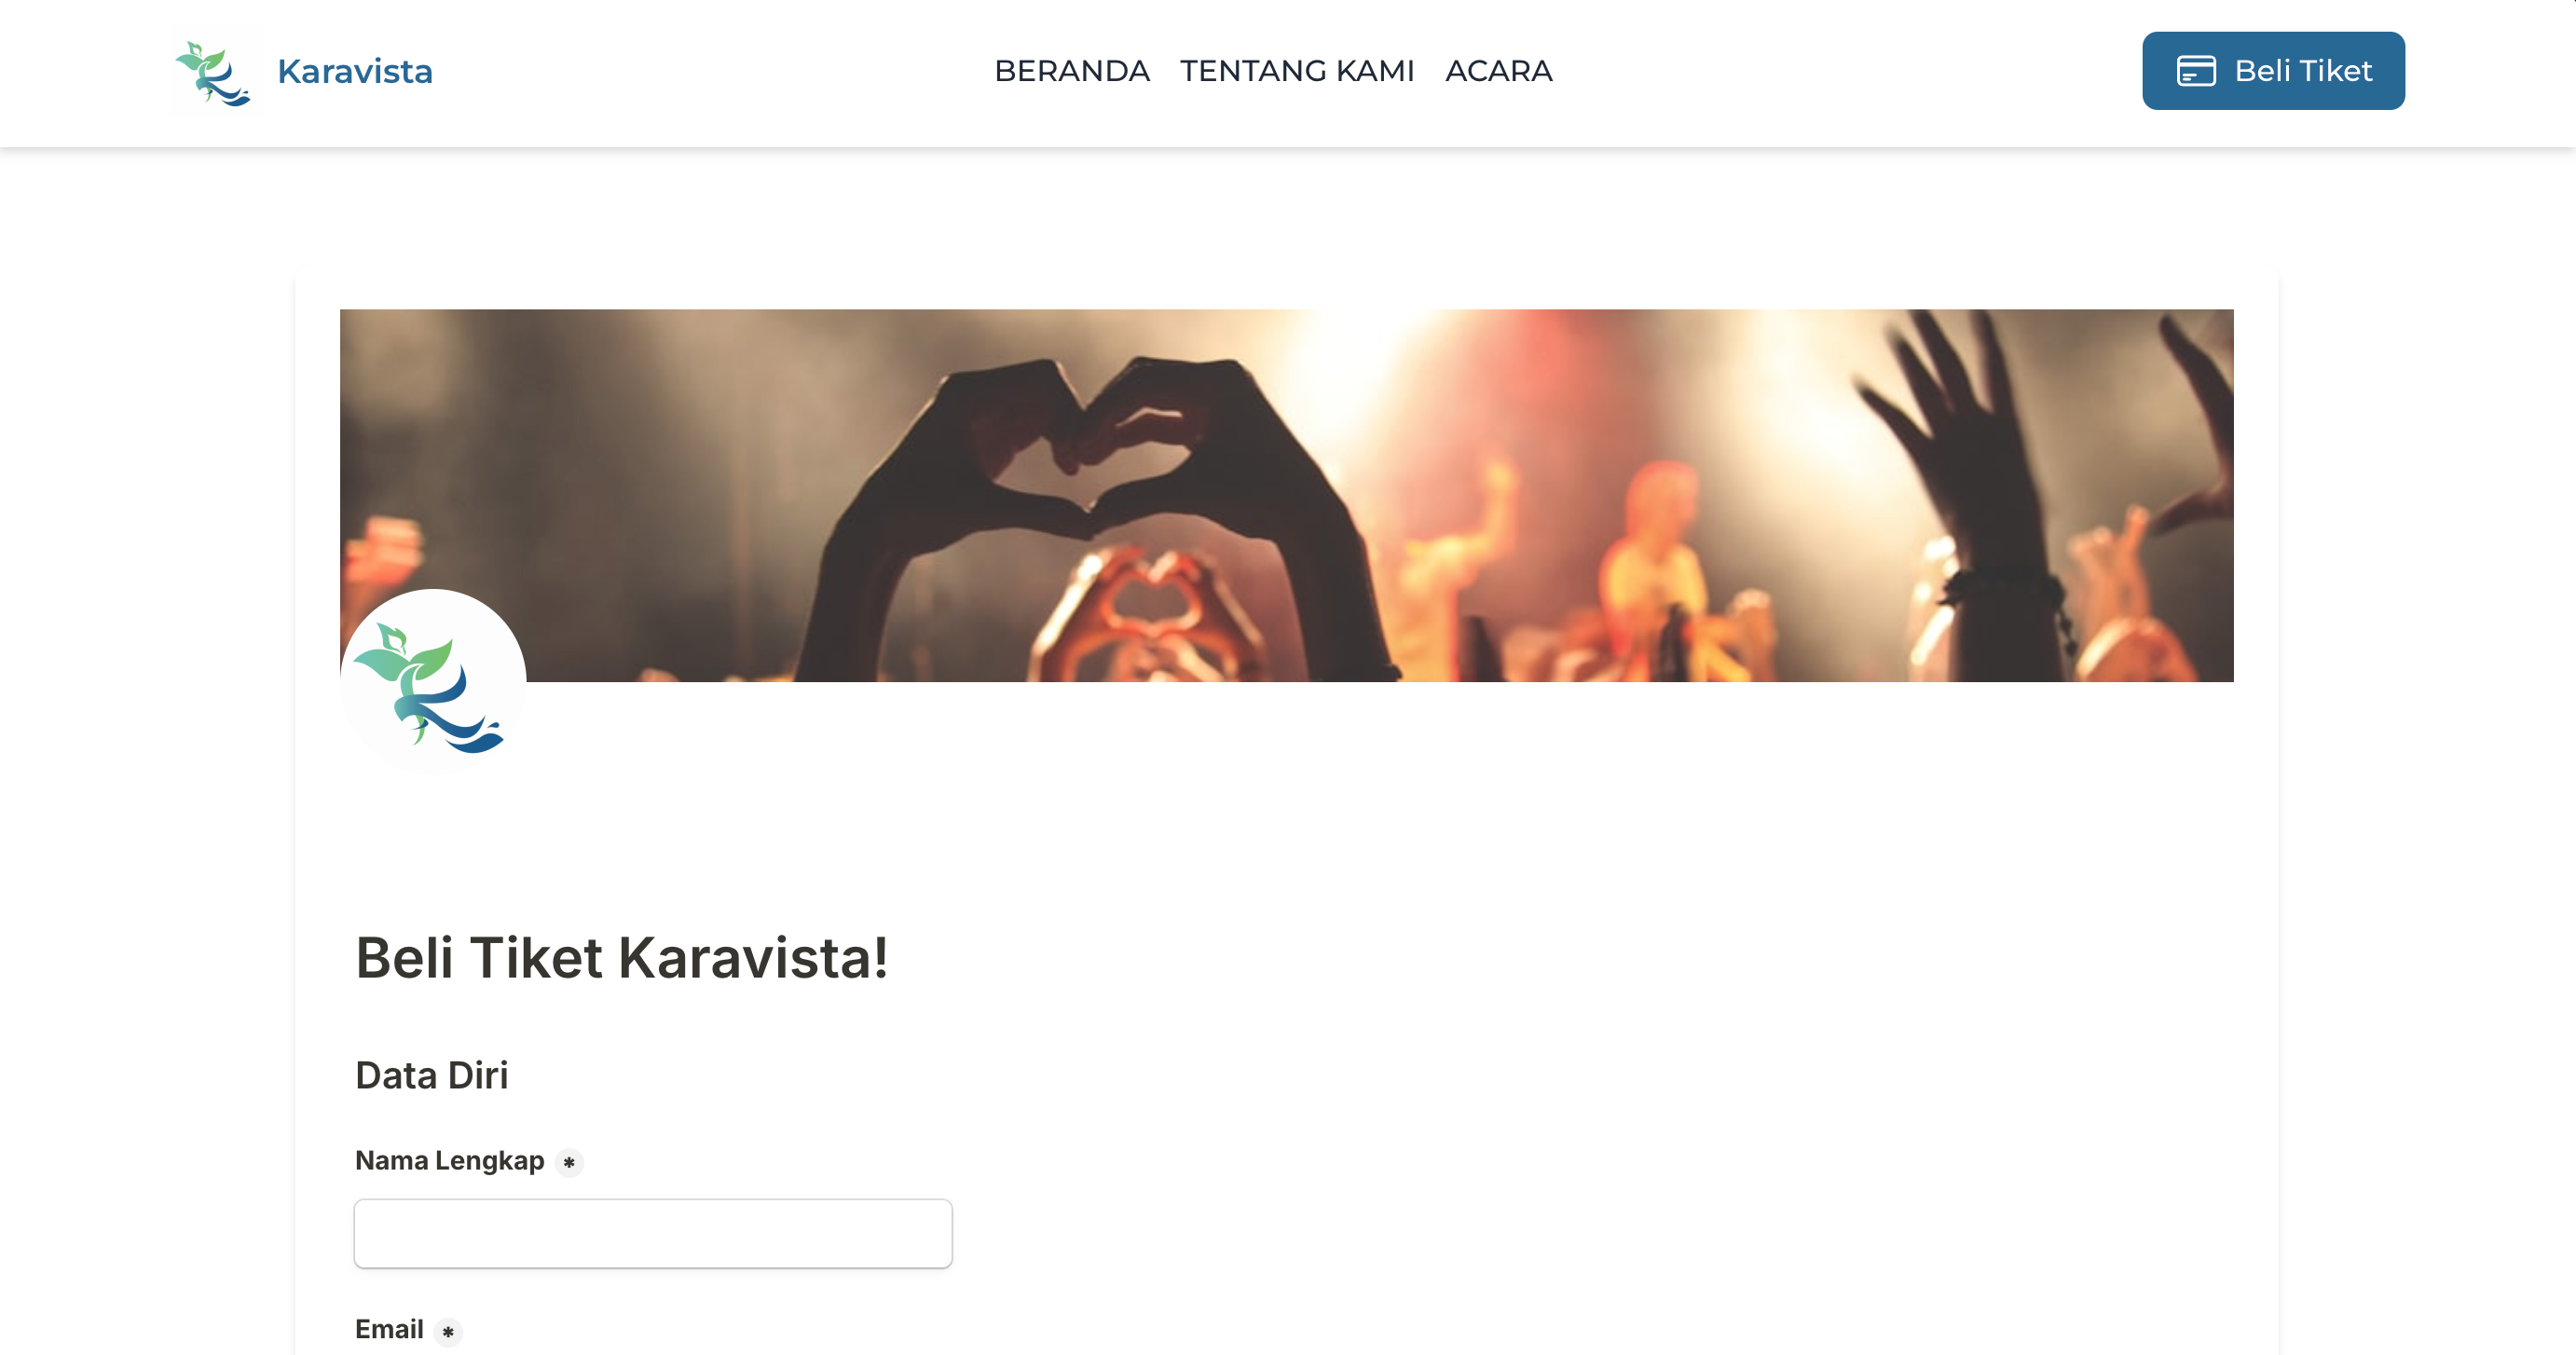 Karavista
BERANDA TENTANG KAMI ACARA
Beli Tiket
Beli Tiket Karavista!
Data Diri
Nama Lengkap *
Email *